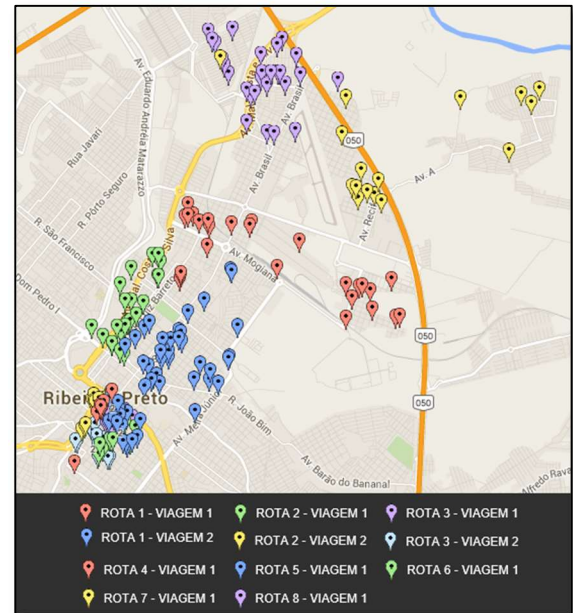 Av. Eduardo Andréia Matarazzo
Av. Brasil
Rua Javari
050
Av. A
Av. Brasil
R. Pôrto Seguro
Av. Recife
R. São Francisco
Av. Mogiana
Dom Pedro I
050
Ribeirão Preto
050
R. João Bim
Av. Meira Júnior
Av. Barão do Bananal
Alfredo Rava
ROTA 1 - VIAGEM 1 ROTA 2 - VIAGEM 1 ROTA 3 - VIAGEM 1
ROTA 1 - VIAGEM 2 ROTA 2 - VIAGEM 2 ROTA 3 - VIAGEM 2
ROTA 4 - VIAGEM 1 ROTA 5 - VIAGEM 1 ROTA 6 - VIAGEM 1
ROTA 7 - VIAGEM 1 ROTA 8 - VIAGEM 1